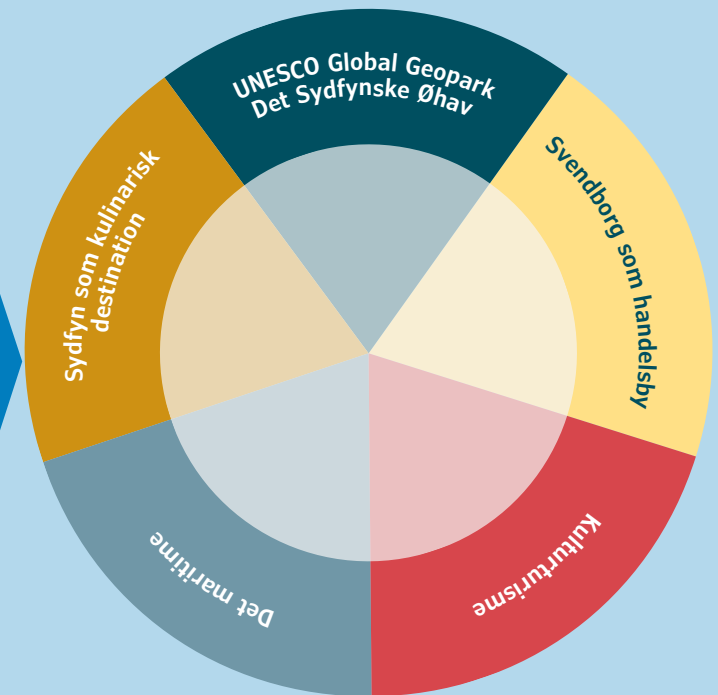 UNESCO Global Geopark
Det Sydfynske Øhav
Svendborg som handelsby
Kulturturisme
Det maritime
Sydfyn som kulinarisk
destination